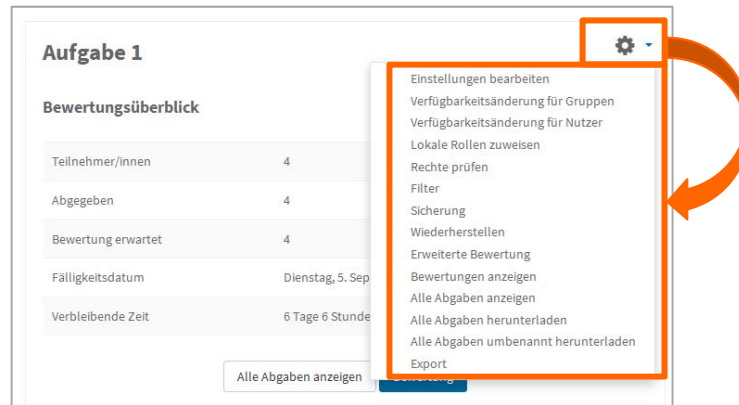 Aufgabe 1
Bewertungsüberblick
Teilnehmer/innen 4
Abgegeben 4
Bewertung erwartet 4
Fälligkeitsdatum Dienstag, 5. Sep
Verbleibende Zeit 6 Tage 6 Stunde
Alle Abgaben anzeigen
Einstellungen bearbeiten
Verfügbarkeitsänderung für Gruppen
Verfügbarkeitsänderung für Nutzer
Lokale Rollen zuweisen
Rechte prüfen
Filter
Sicherung
Wiederherstellen
Erweiterte Bewertung
Bewertungen anzeigen
Alle Abgaben anzeigen
Alle Abgaben herunterladen
Alle Abgaben umbenannt herunterladen
Export